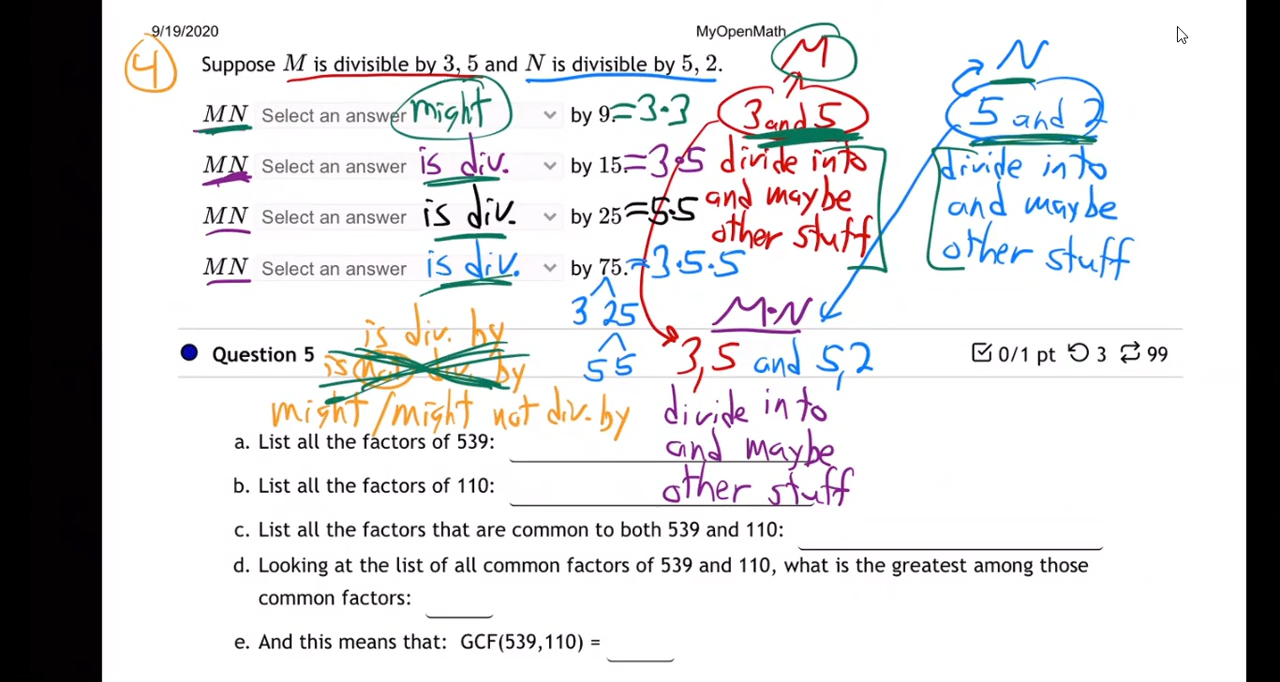 9/19/2020
MyOpenMath
4
Suppose M is divisible by 3, 5 and N is divisible by 5, 2.
M
N
MN Select an answer might by 9. = 3·3
3 and 5
5 and 2
MN Select an answer is div. by 15. = 3·5
divide into
divide into
MN Select an answer is div. by 25 = 5·5
and maybe
and maybe
other stuff
other stuff
MN Select an answer is div. by 75. = 3·5·5
3 25
5 5
M·N
3,5 and 5,2
divide into
and maybe
other stuff
is div. by
is not div. by
might/might not div. by
Question 5
0/1 pt 3 99
a. List all the factors of 539:
b. List all the factors of 110:
c. List all the factors that are common to both 539 and 110:
d. Looking at the list of all common factors of 539 and 110, what is the greatest among those
common factors:
e. And this means that: GCF(539,110) =